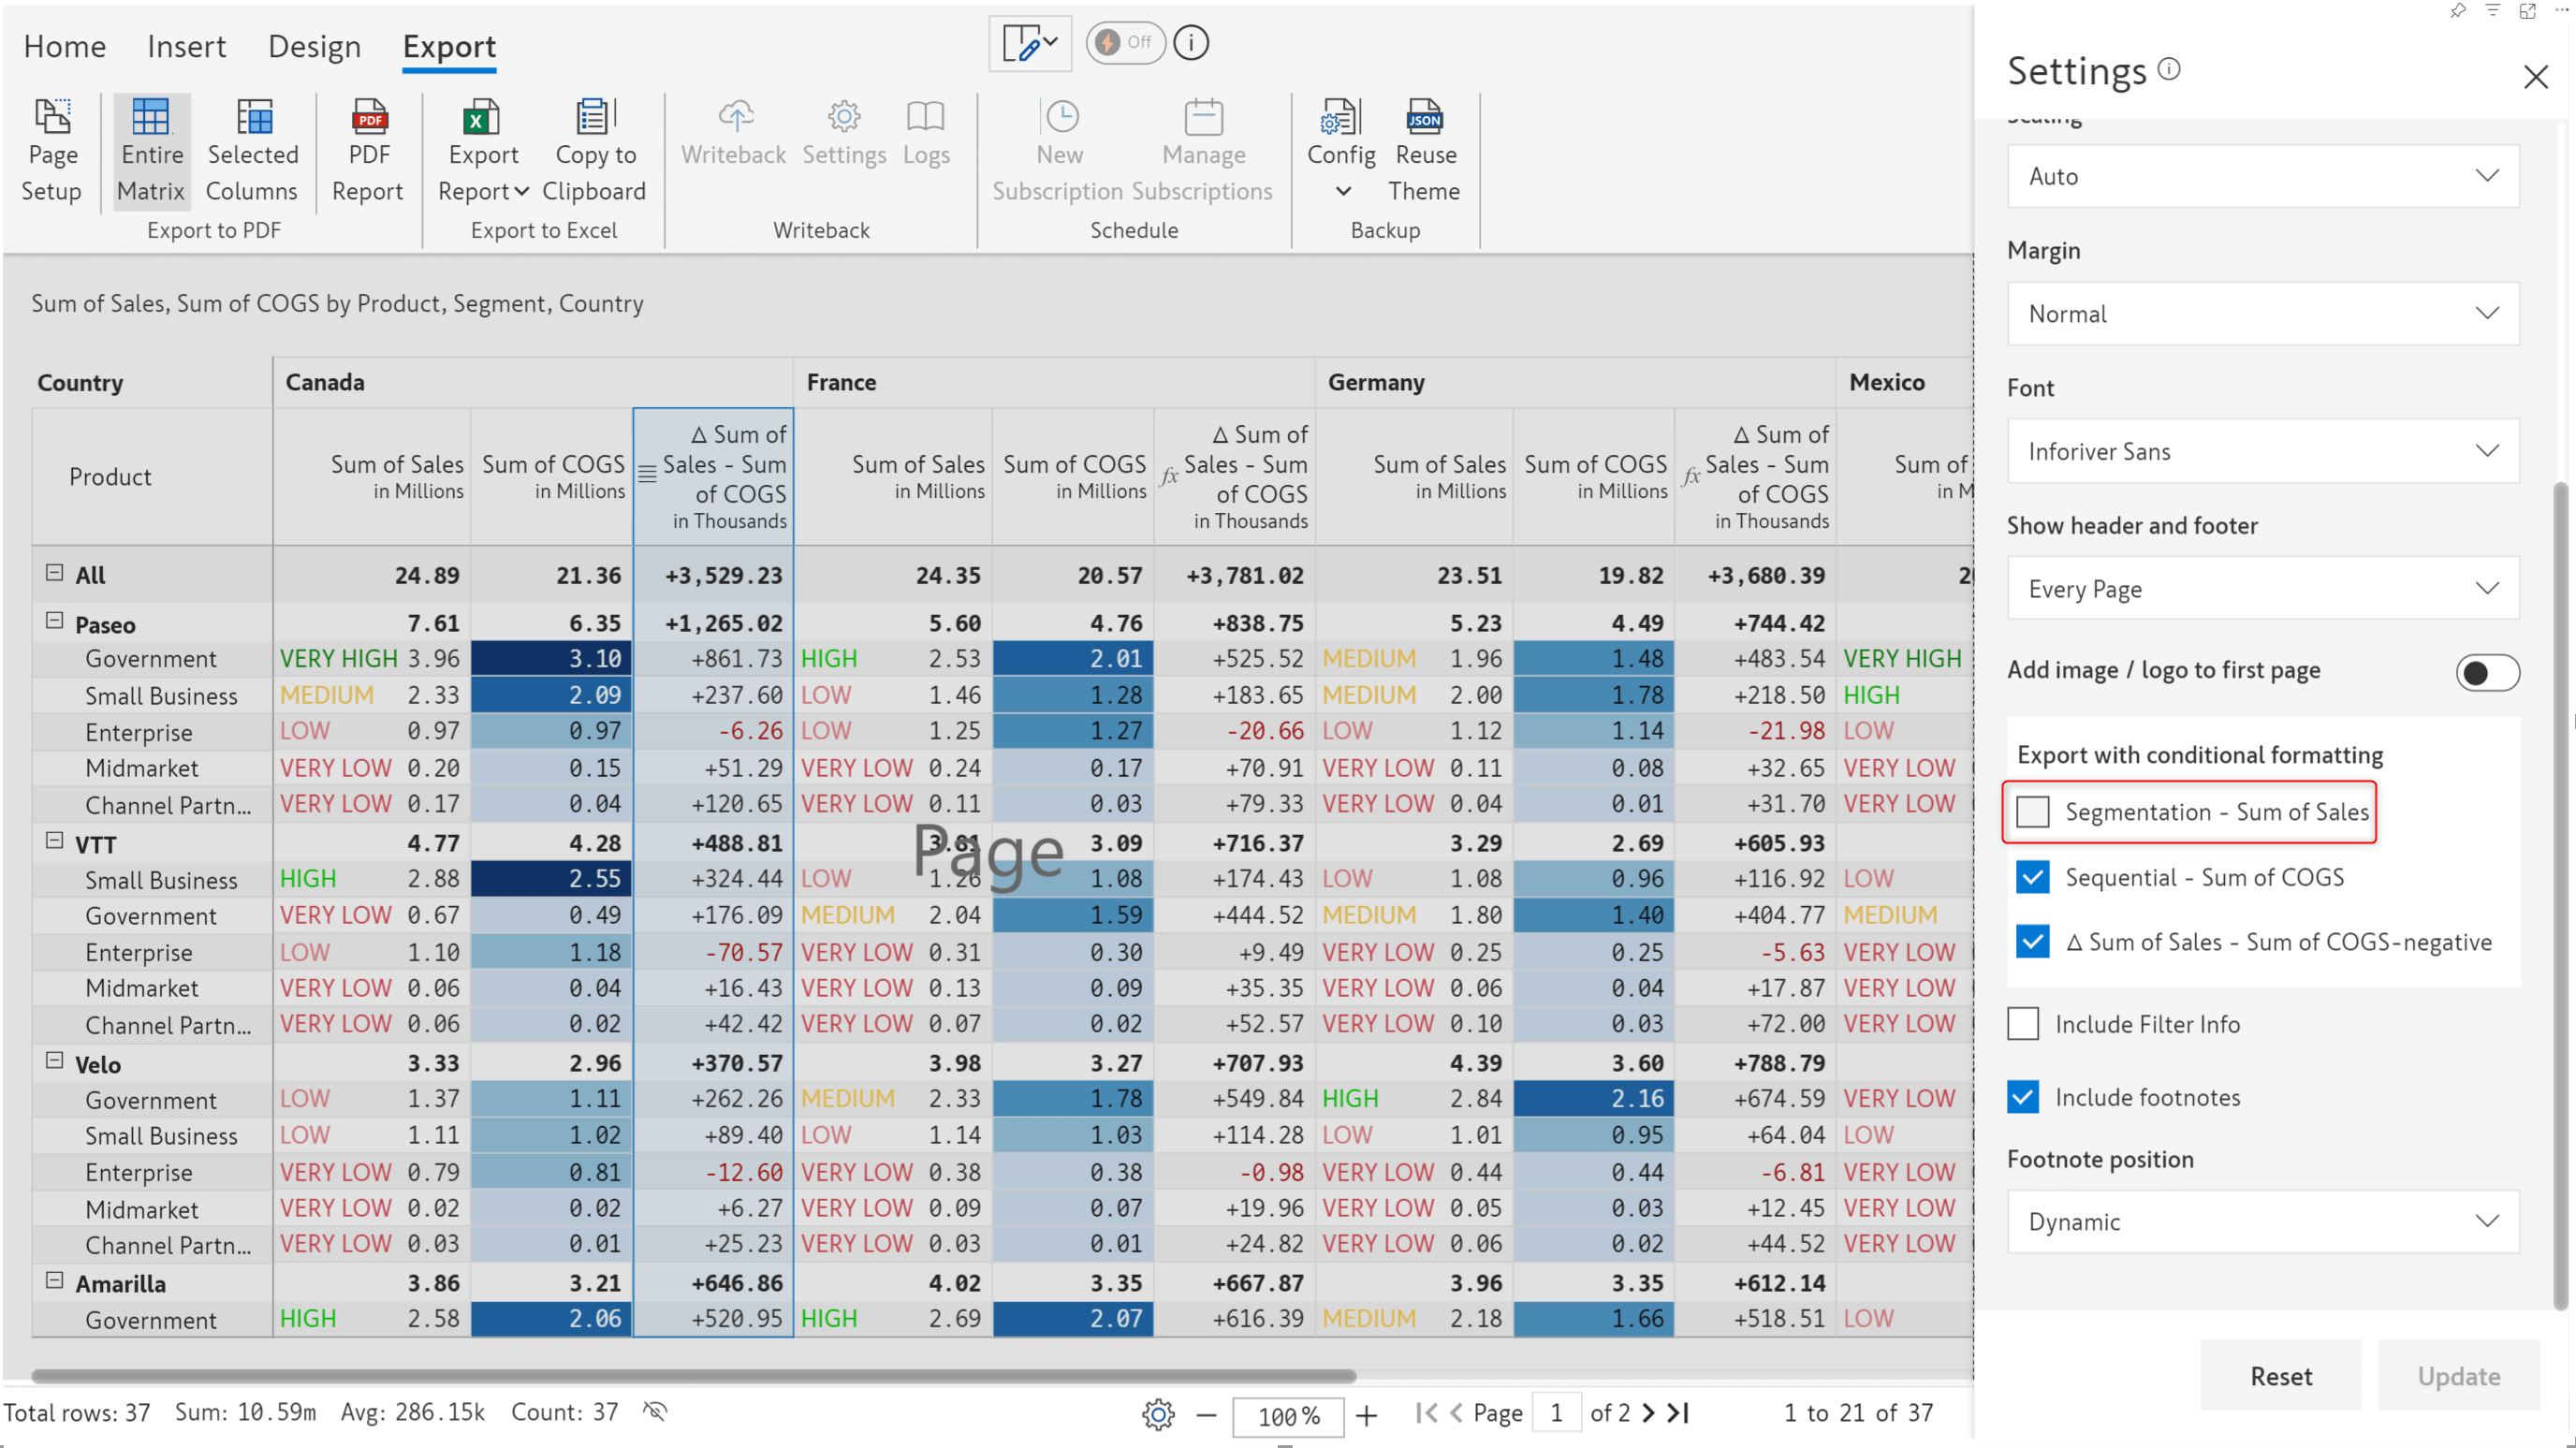 Home Insert Design Export
Off
Page Setup
Entire Matrix
Selected Columns
PDF
PDF Report
Export Report
Copy to Clipboard
Writeback
Settings
Logs
New Subscription
Manage Subscriptions
Config
JSON
Reuse Theme
Export to PDF Export to Excel Writeback Schedule Backup
Sum of Sales, Sum of COGS by Product, Segment, Country
Country Canada France Germany Mexico
Product
Sum of Sales in Millions
Sum of COGS in Millions
Δ Sum of Sales - Sum of COGS in Thousands
Sum of Sales in Millions
Sum of COGS in Millions
fx Δ Sum of Sales - Sum of COGS in Thousands
Sum of Sales in Millions
Sum of COGS in Millions
fx Δ Sum of Sales - Sum of COGS in Thousands
Sum of
in M
All 24.89 21.36 +3,529.23 24.35 20.57 +3,781.02 23.51 19.82 +3,680.39
Paseo 7.61 6.35 +1,265.02 5.60 4.76 +838.75 5.23 4.49 +744.42
Government VERY HIGH 3.96 3.10 +861.73 HIGH 2.53 2.01 +525.52 MEDIUM 1.96 1.48 +483.54 VERY HIGH
Small Business MEDIUM 2.33 2.09 +237.60 LOW 1.46 1.28 +183.65 MEDIUM 2.00 1.78 +218.50 HIGH
Enterprise LOW 0.97 0.97 -6.26 LOW 1.25 1.27 -20.66 LOW 1.12 1.14 -21.98 LOW
Midmarket VERY LOW 0.20 0.15 +51.29 VERY LOW 0.24 0.17 +70.91 VERY LOW 0.11 0.08 +32.65 VERY LOW
Channel Partn... VERY LOW 0.17 0.04 +120.65 VERY LOW 0.11 0.03 +79.33 VERY LOW 0.04 0.01 +31.70 VERY LOW
VTT 4.77 4.28 +488.81 3.81 3.09 +716.37 3.29 2.69 +605.93
Page
Small Business HIGH 2.88 2.55 +324.44 LOW 1.26 1.08 +174.43 LOW 1.08 0.96 +116.92 LOW
Government VERY LOW 0.67 0.49 +176.09 MEDIUM 2.04 1.59 +444.52 MEDIUM 1.80 1.40 +404.77 MEDIUM
Enterprise LOW 1.10 1.18 -70.57 VERY LOW 0.31 0.30 +9.49 VERY LOW 0.25 0.25 -5.63 VERY LOW
Midmarket VERY LOW 0.06 0.04 +16.43 VERY LOW 0.13 0.09 +35.35 VERY LOW 0.06 0.04 +17.87 VERY LOW
Channel Partn... VERY LOW 0.06 0.02 +42.42 VERY LOW 0.07 0.02 +52.57 VERY LOW 0.10 0.03 +72.00 VERY LOW
Velo 3.33 2.96 +370.57 3.98 3.27 +707.93 4.39 3.60 +788.79
Government LOW 1.37 1.11 +262.26 MEDIUM 2.33 1.78 +549.84 HIGH 2.84 2.16 +674.59 VERY LOW
Small Business LOW 1.11 1.02 +89.40 LOW 1.14 1.03 +114.28 LOW 1.01 0.95 +64.04 LOW
Enterprise VERY LOW 0.79 0.81 -12.60 VERY LOW 0.38 0.38 -0.98 VERY LOW 0.44 0.44 -6.81 VERY LOW
Midmarket VERY LOW 0.02 0.02 +6.27 VERY LOW 0.09 0.07 +19.96 VERY LOW 0.05 0.03 +12.45 VERY LOW
Channel Partn... VERY LOW 0.03 0.01 +25.23 VERY LOW 0.03 0.01 +24.82 VERY LOW 0.06 0.02 +44.52 VERY LOW
Amarilla 3.86 3.21 +646.86 4.02 3.35 +667.87 3.96 3.35 +612.14
Government HIGH 2.58 2.06 +520.95 HIGH 2.69 2.07 +616.39 MEDIUM 2.18 1.66 +518.51 LOW
Total rows: 37 Sum: 10.59m Avg: 286.15k Count: 37 100% Page 1 of 2 1 to 21 of 37
Settings
Scaling
Auto
Margin
Normal
Font
Inforiver Sans
Show header and footer
Every Page
Add image / logo to first page
Export with conditional formatting
Segmentation - Sum of Sales
Sequential - Sum of COGS
Δ Sum of Sales - Sum of COGS-negative
Include Filter Info
Include footnotes
Footnote position
Dynamic
Reset Update